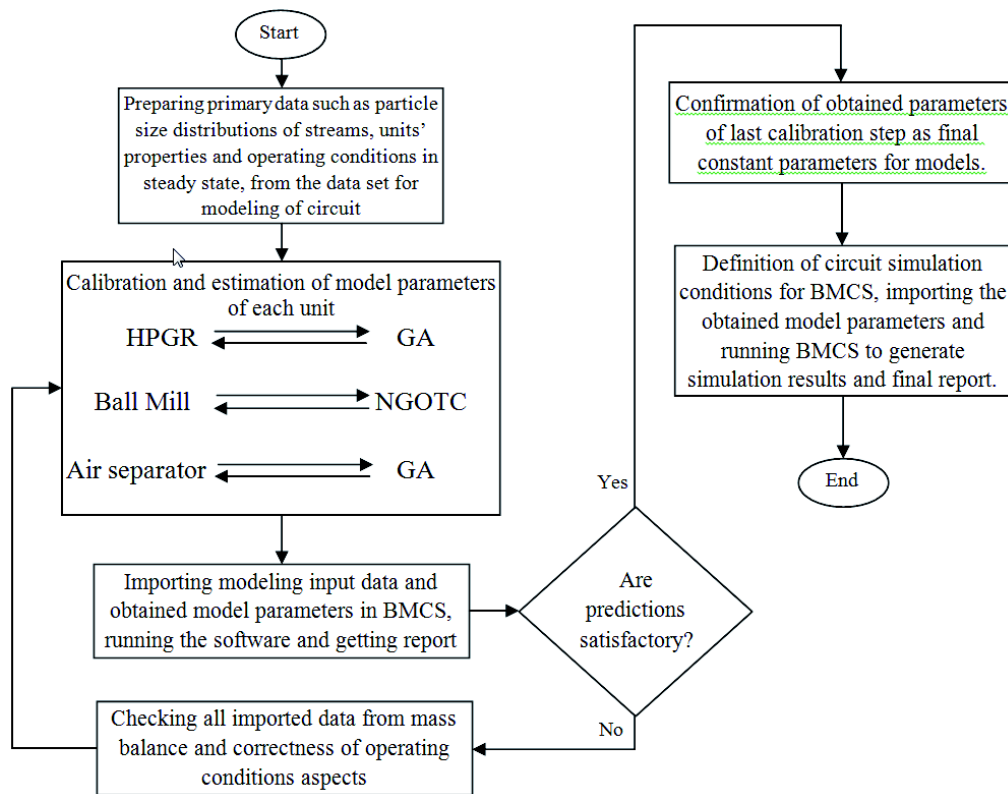 Start
Preparing primary data such as particle
size distributions of streams, units’
properties and operating conditions in
steady state, from the data set for
modeling of circuit
Calibration and estimation of model parameters
of each unit
HPGR GA
Ball Mill NGOTC
Air separator GA
Importing modeling input data and
obtained model parameters in BMCS,
running the software and getting report
Are
predictions
satisfactory?
No
Checking all imported data from mass
balance and correctness of operating
conditions aspects
Yes
Confirmation of obtained parameters
of last calibration step as final
constant parameters for models.
Definition of circuit simulation
conditions for BMCS, importing the
obtained model parameters and
running BMCS to generate
simulation results and final report.
End